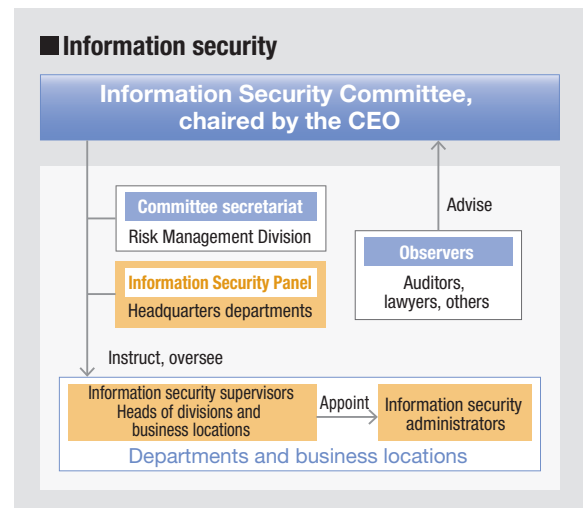 ■Information security
Information Security Committee,
chaired by the CEO
Committee secretariat
Risk Management Division
Information Security Panel
Headquarters departments
Advise
Observers
Auditors,
lawyers, others
Instruct, oversee
Information security supervisors
Heads of divisions and
business locations
Appoint
Information security
administrators
Departments and business locations